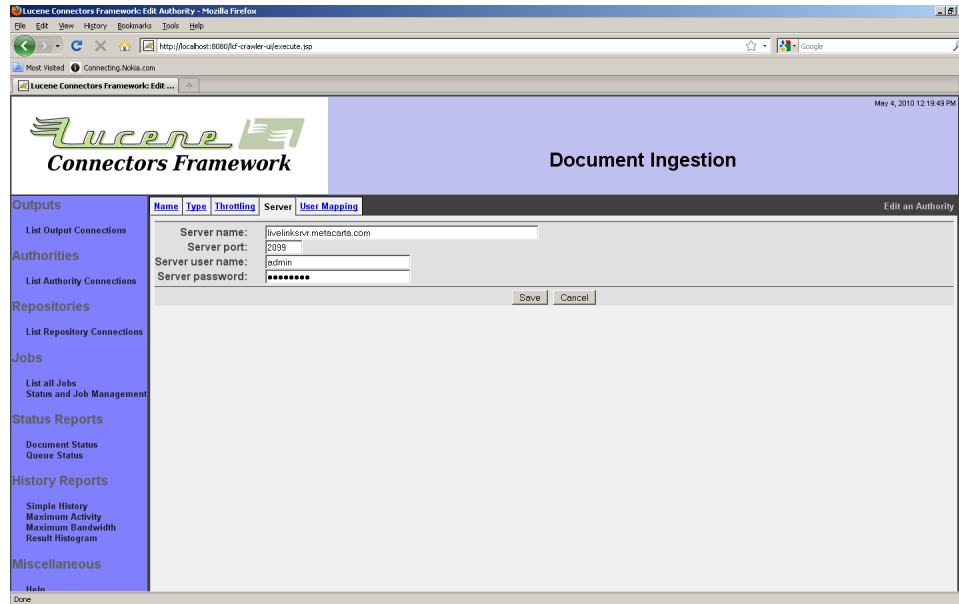 Lucene Connectors Framework: Edit Authority - Mozilla Firefox
File Edit View History Bookmarks Tools Help
http://localhost:8080/lcf-crawler-ui/execute.jsp
Google
Most Visited Connecting.Nokia.com
Lucene Connectors Framework: Edit ...
May 4, 2010 12:19:49 PM
Lucene
Connectors Framework
Document Ingestion
Outputs
List Output Connections
Authorities
List Authority Connections
Repositories
List Repository Connections
Jobs
List all Jobs
Status and Job Management
Status Reports
Document Status
Queue Status
History Reports
Simple History
Maximum Activity
Maximum Bandwidth
Result Histogram
Miscellaneous
Help
Name Type Throttling Server User Mapping Edit an Authority
Server name: livelinksrvr.metacarta.com
Server port: 2099
Server user name: admin
Server password: ●●●●●●●●
Save Cancel
Done